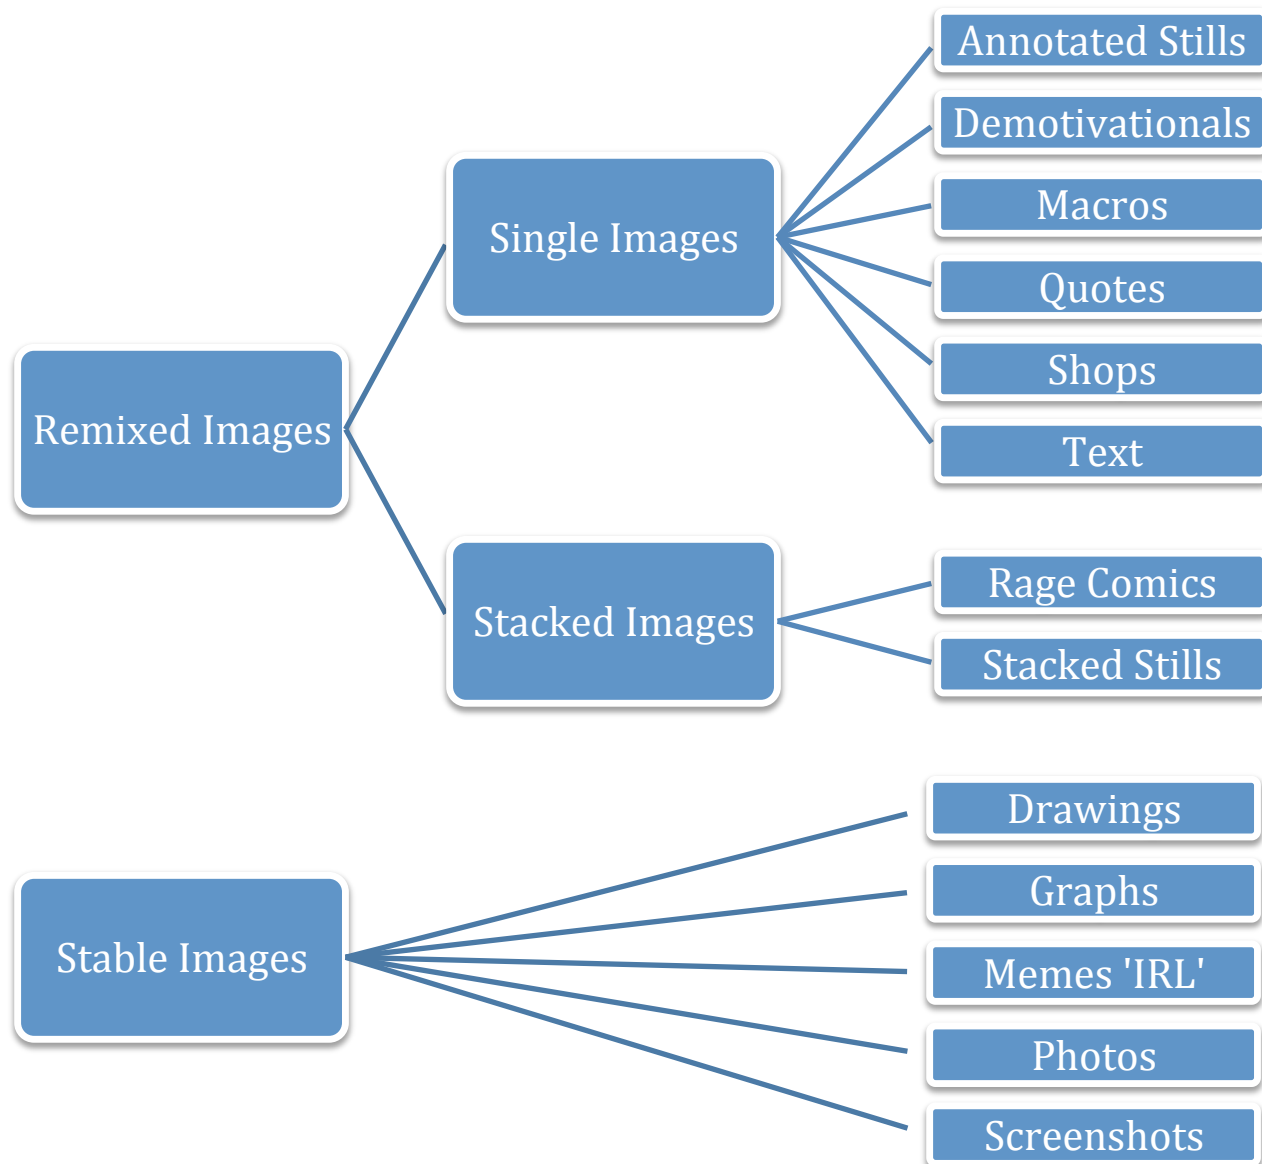 Remixed Images
Single Images
Annotated Stills
Demotivationals
Macros
Quotes
Shops
Text
Stacked Images
Rage Comics
Stacked Stills
Stable Images
Drawings
Graphs
Memes 'IRL'
Photos
Screenshots